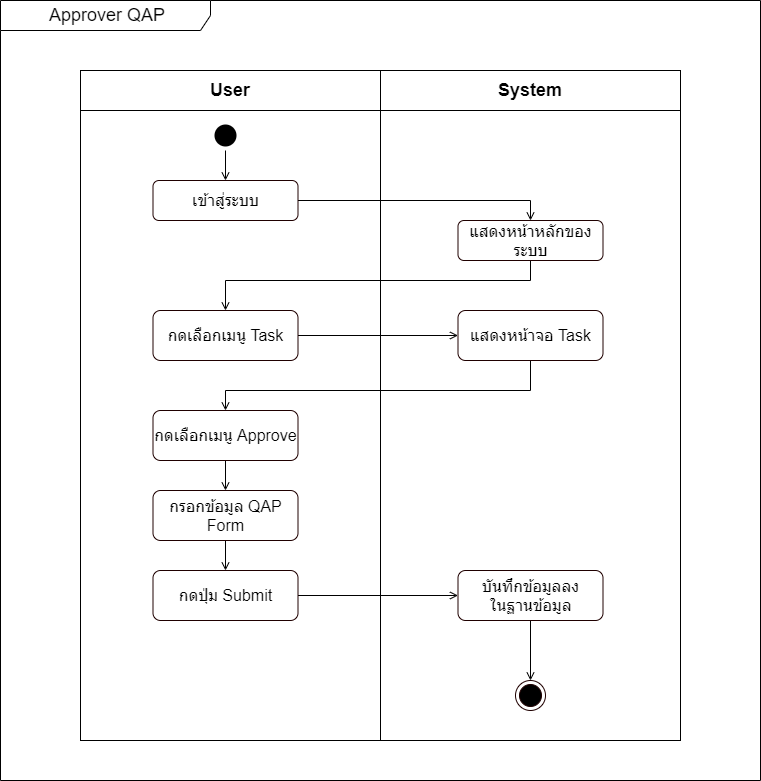 Approver QAP
User
System
เข้าสู่ระบบ
แสดงหน้าหลักของ
ระบบ
กดเลือกเมนู Task
แสดงหน้าจอ Task
กดเลือกเมนู Approve
กรอกข้อมูล QAP
Form
กดปุ่ม Submit
บันทึกข้อมูลลง
ในฐานข้อมูล